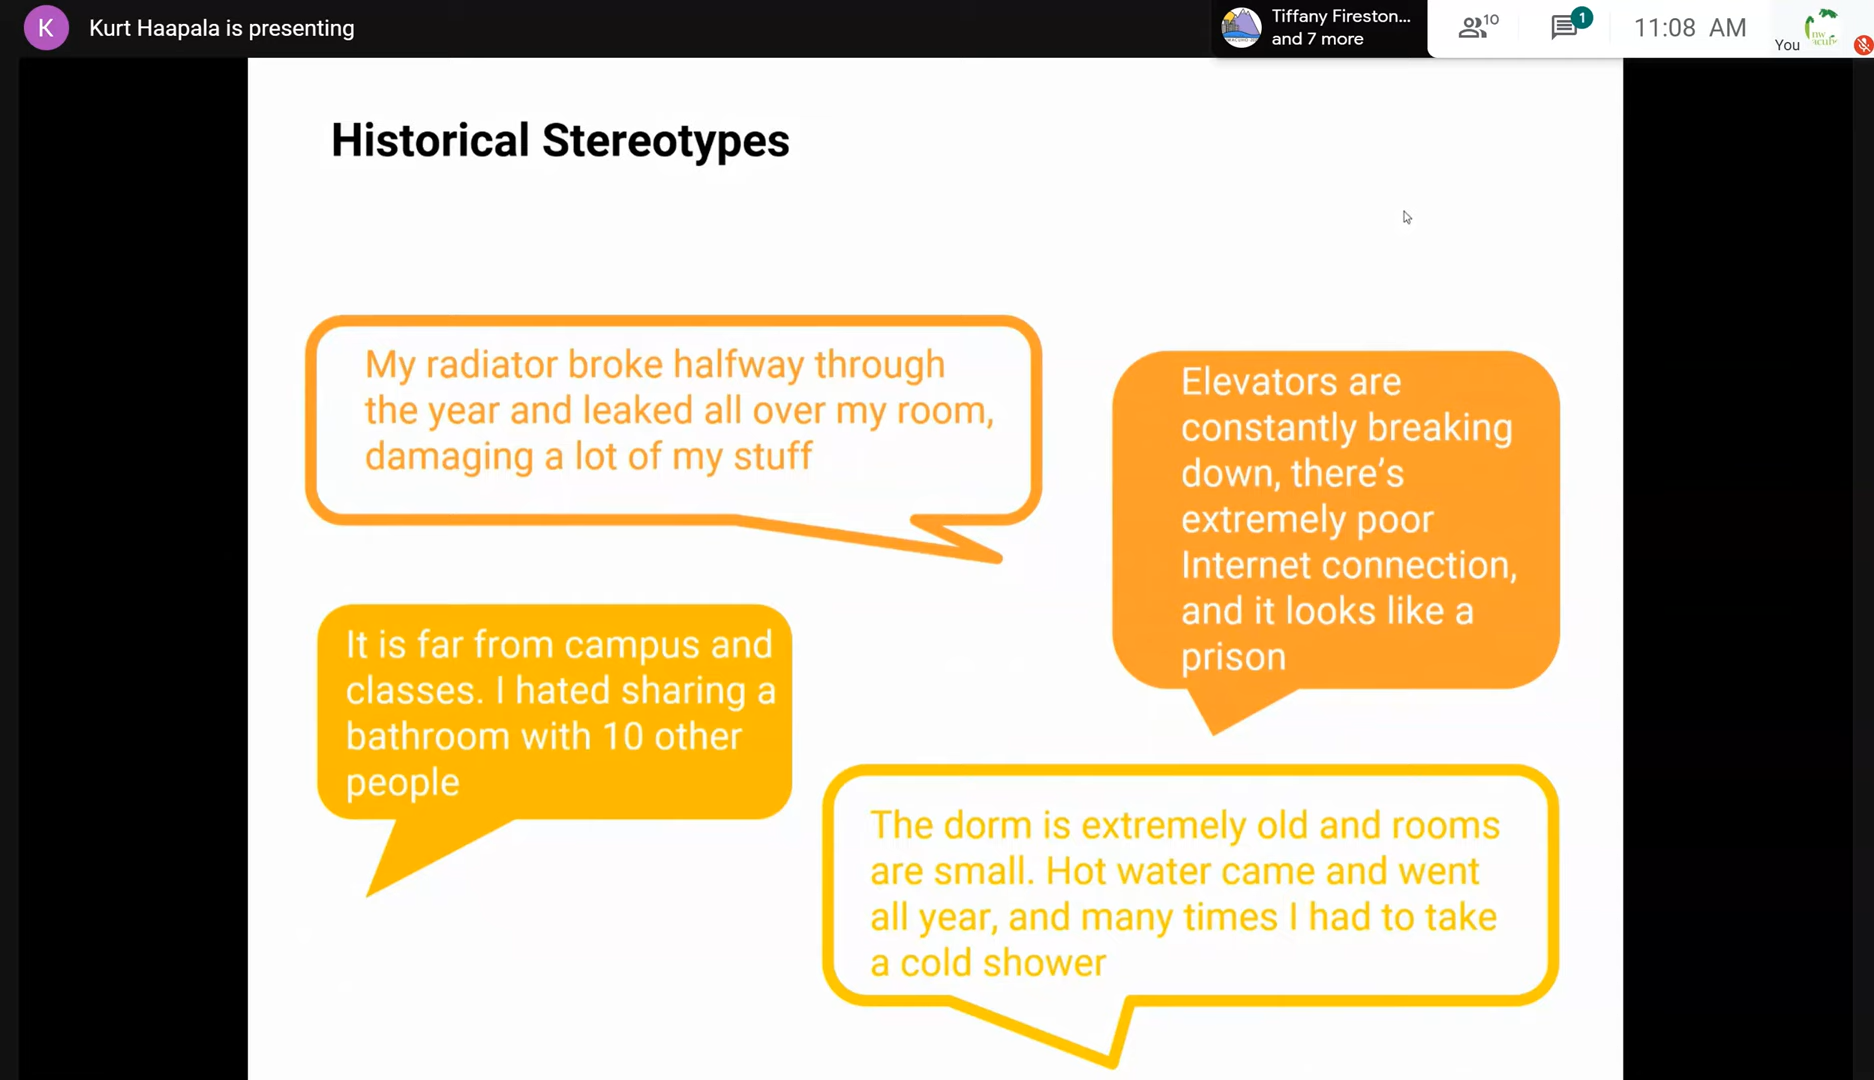 K
Kurt Haapala is presenting
Tiffany Fireston...
and 7 more
10
1
11:08 AM
You
Historical Stereotypes
My radiator broke halfway through
the year and leaked all over my room,
damaging a lot of my stuff
Elevators are
constantly breaking
down, there's
extremely poor
Internet connection,
and it looks like a
prison
It is far from campus and
classes. I hated sharing a
bathroom with 10 other
people
The dorm is extremely old and rooms
are small. Hot water came and went
all year, and many times I had to take
a cold shower